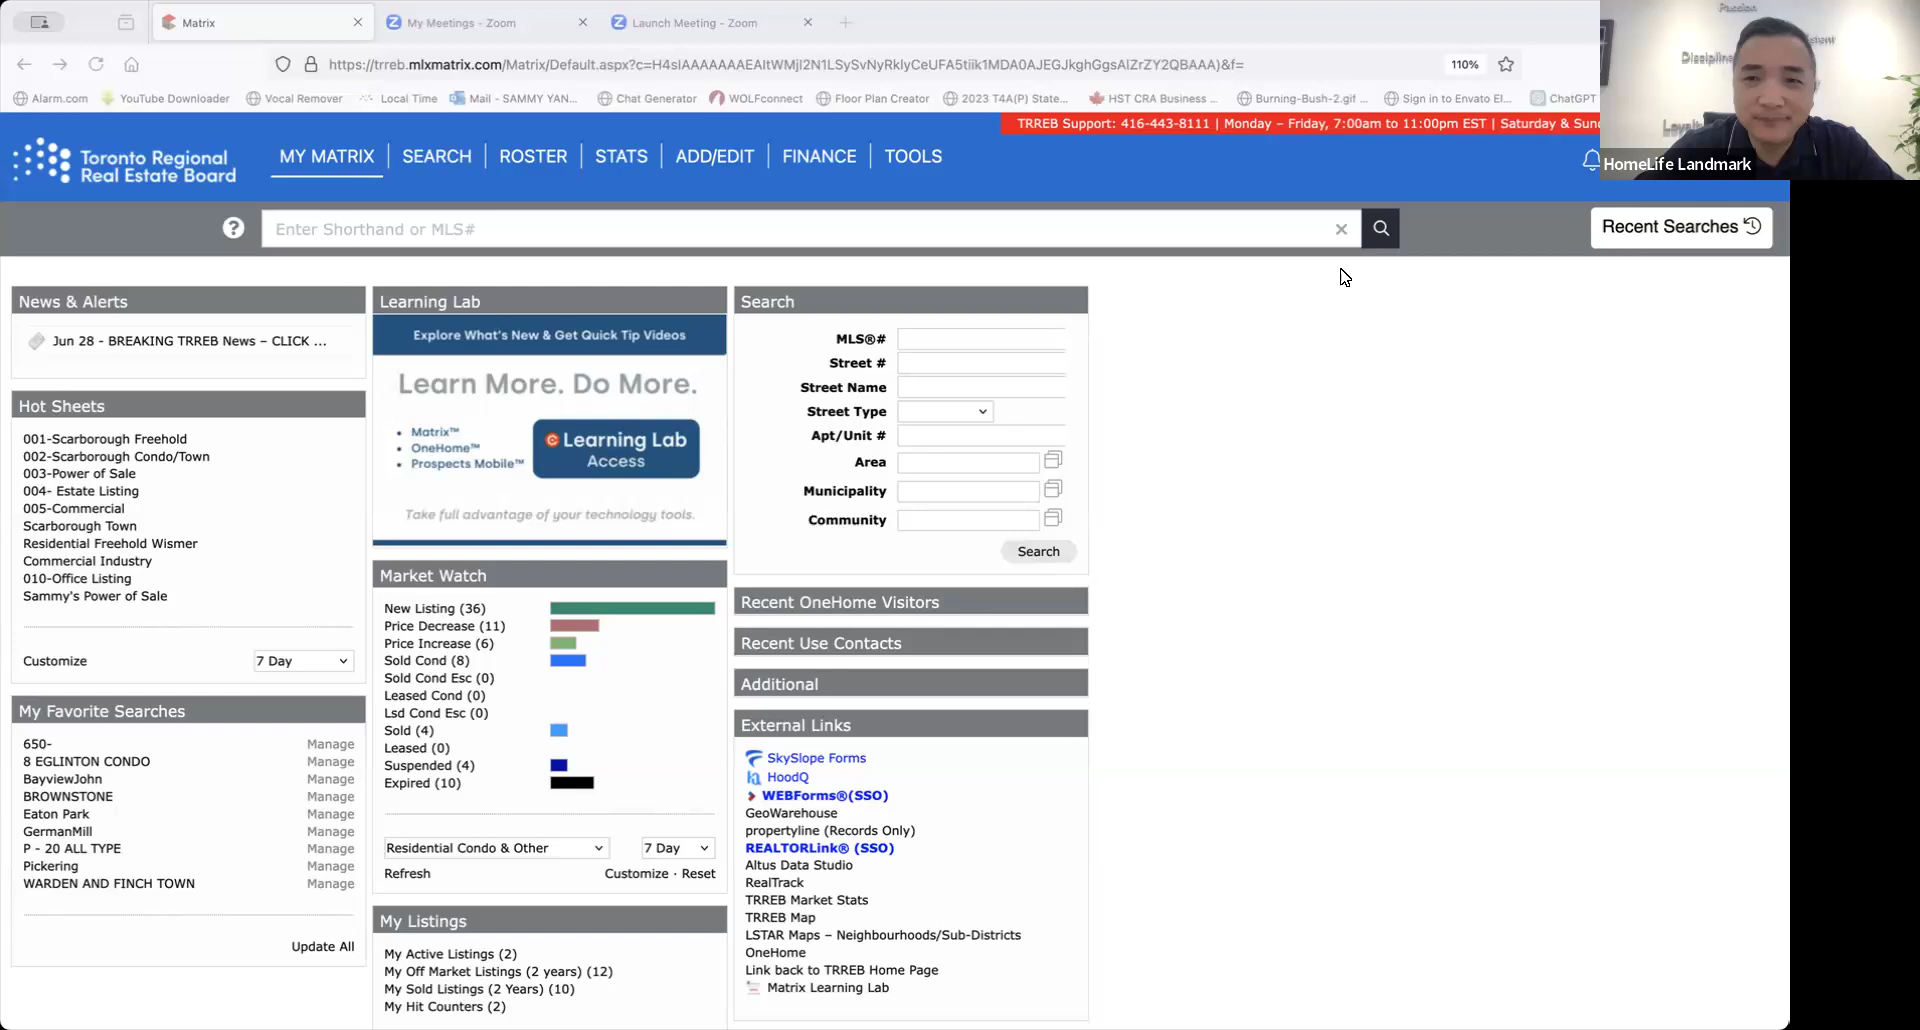 Matrix
My Meetings - Zoom
Launch Meeting - Zoom
https://trreb.mlxmatrix.com/Matrix/Default.aspx?c=
110%
Alarm.com
YouTube Downloader
Vocal Remover
Local Time
Mail - SAMMY YAN...
Chat Generator
WOLFconnect
Floor Plan Creator
2023 T4A(P) State...
HST CRA Business ...
Burning-Bush-2.gif ...
Sign in to Envato El...
ChatGPT
Passion
Discipline
HomeLife Landmark
TRREB Support: 416-443-8111 | Monday – Friday, 7:00am to 11:00pm EST | Saturday &
Toronto Regional
Real Estate Board
MY MATRIX
SEARCH
ROSTER
STATS
ADD/EDIT
FINANCE
TOOLS
?
Enter Shorthand or MLS#
Recent Searches
News & Alerts
Jun 28 - BREAKING TRREB News – CLICK ...
Hot Sheets
001-Scarborough Freehold
002-Scarborough Condo/Town
003-Power of Sale
004- Estate Listing
005-Commercial
Scarborough Town
Residential Freehold Wismer
Commercial Industry
010-Office Listing
Sammy's Power of Sale
Customize
7 Day
My Favorite Searches
650- Manage
8 EGLINTON CONDO Manage
BayviewJohn Manage
BROWNSTONE Manage
Eaton Park Manage
GermanMill Manage
P - 20 ALL TYPE Manage
Pickering Manage
WARDEN AND FINCH TOWN Manage
Update All
Learning Lab
Explore What's New & Get Quick Tip Videos
Learn More. Do More.
• Matrix™
• OneHome™
• Prospects Mobile™
Learning Lab
Access
Take full advantage of your technology tools.
Market Watch
New Listing (36)
Price Decrease (11)
Price Increase (6)
Sold Cond (8)
Sold Cond Esc (0)
Leased Cond (0)
Lsd Cond Esc (0)
Sold (4)
Leased (0)
Suspended (4)
Expired (10)
Residential Condo & Other
7 Day
Refresh
Customize · Reset
My Listings
My Active Listings (2)
My Off Market Listings (2 years) (12)
My Sold Listings (2 Years) (10)
My Hit Counters (2)
Search
MLS®#
Street #
Street Name
Street Type
Apt/Unit #
Area
Municipality
Community
Search
Recent OneHome Visitors
Recent Use Contacts
Additional
External Links
SkySlope Forms
HoodQ
WEBForms®(SSO)
GeoWarehouse
propertyline (Records Only)
REALTORLink® (SSO)
Altus Data Studio
RealTrack
TRREB Market Stats
TRREB Map
LSTAR Maps – Neighbourhoods/Sub-Districts
OneHome
Link back to TRREB Home Page
Matrix Learning Lab